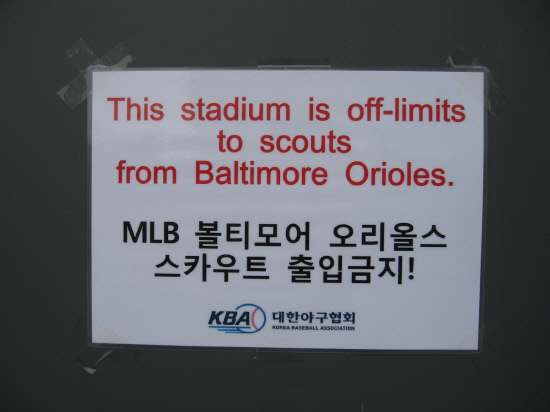 This stadium is off-limits
to scouts
from Baltimore Orioles.
MLB 볼티모어 오리올스
스카우트 출입금지!
KBA 대한야구협회
KOREA BASEBALL ASSOCIATION